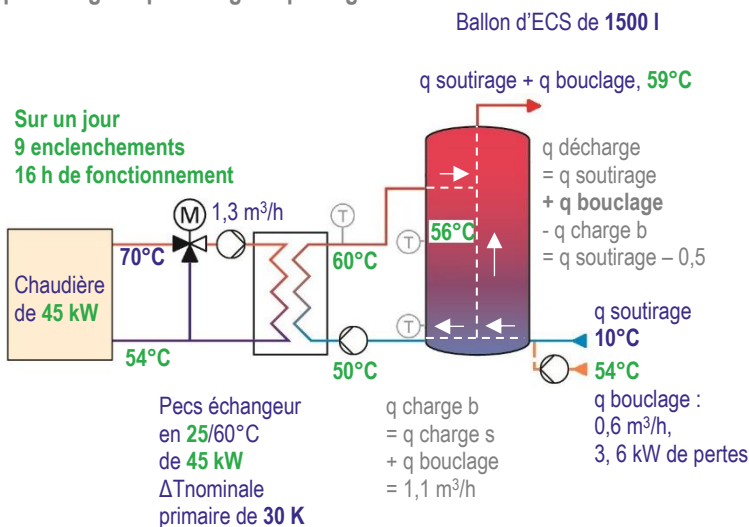 Ballon d'ECS de 1500 l
q soutirage + q bouclage, 59°C
Sur un jour
9 enclenchements
16 h de fonctionnement
q décharge
= q soutirage
+ q bouclage
- q charge b
= q soutirage – 0,5
M
1,3 m³/h
T
T
56°C
70°C
60°C
Chaudière
de 45 kW
T
q soutirage
10°C
54°C
50°C
54°C
q bouclage :
0,6 m³/h,
3, 6 kW de pertes
Pecs échangeur
en 25/60°C
de 45 kW
ΔTnominale
primaire de 30 K
q charge b
= q charge s
+ q bouclage
= 1,1 m³/h